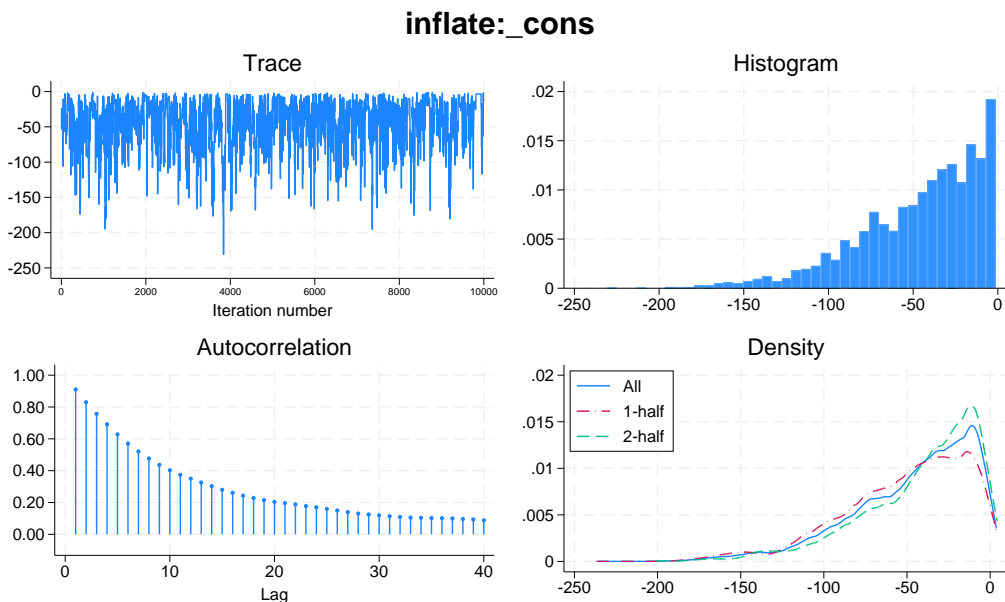 inflate:_cons
Trace
0
-50
-100
-150
-200
-250
0 2000 4000 6000 8000 10000
Iteration number
Histogram
.02
.015
.01
.005
0
-250 -200 -150 -100 -50 0
Autocorrelation
1.00
0.80
0.60
0.40
0.20
0.00
0 10 20 30 40
Lag
Density
.02
.015
.01
.005
0
All
1-half
2-half
-250 -200 -150 -100 -50 0